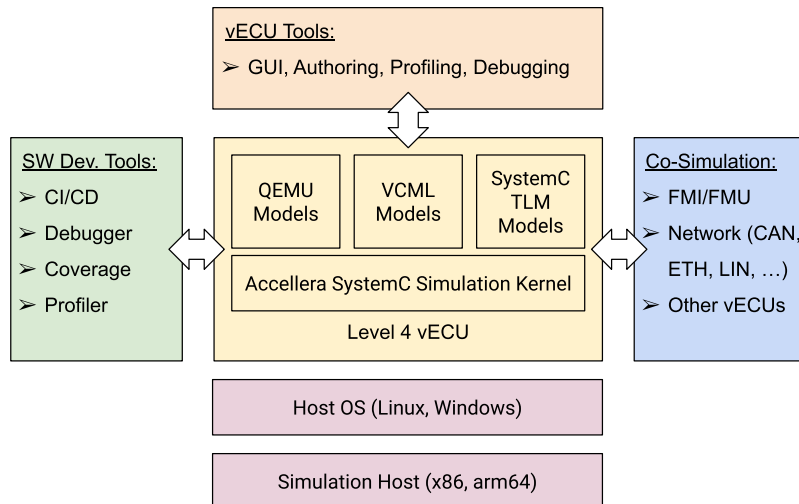 vECU Tools:
➢ GUI, Authoring, Profiling, Debugging
SW Dev. Tools:
➢ CI/CD
➢ Debugger
➢ Coverage
➢ Profiler
QEMU
Models
VCML
Models
SystemC
TLM
Models
Accellera SystemC Simulation Kernel
Level 4 vECU
Co-Simulation:
➢ FMI/FMU
➢ Network (CAN,
ETH, LIN, …)
➢ Other vECUs
Host OS (Linux, Windows)
Simulation Host (x86, arm64)